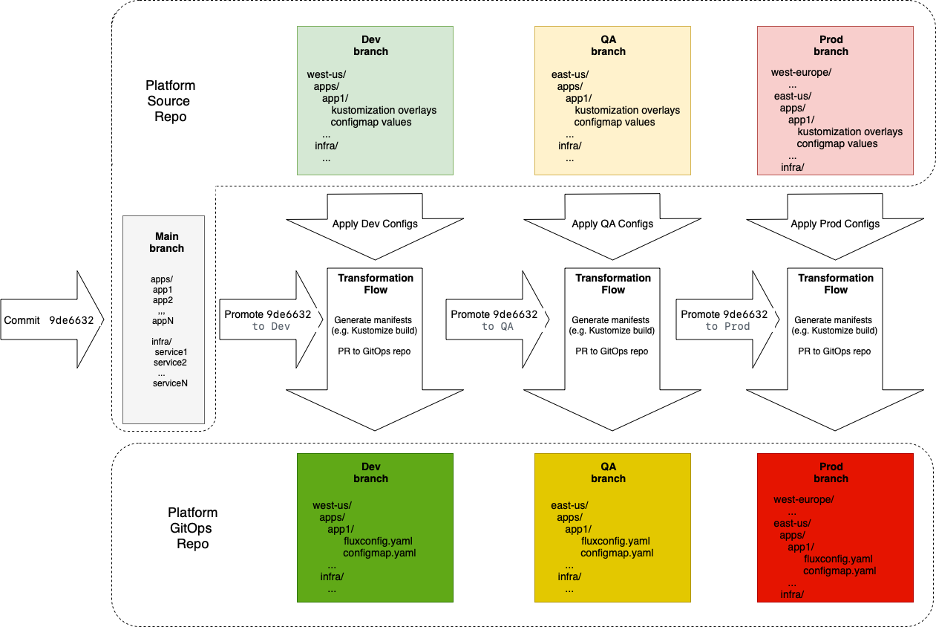 Platform
Source
Repo
Dev
branch
west-us/
apps/
app1/
kustomization overlays
configmap values
...
infra/
...
QA
branch
east-us/
apps/
app1/
kustomization overlays
configmap values
...
infra/
...
Prod
branch
west-europe/
...
east-us/
apps/
app1/
kustomization overlays
configmap values
...
infra/
Apply Dev Configs
Apply QA Configs
Apply Prod Configs
Commit 9de6632
Main
branch
apps/
app1
app2
,,,
appN
infra/
service1
service2
...
serviceN
Promote 9de6632
to Dev
Transformation
Flow
Generate manifests
(e.g. Kustomize build)
PR to GitOps repo
Promote 9de6632
to QA
Transformation
Flow
Generate manifests
(e.g. Kustomize build)
PR to GitOps repo
Promote 9de6632
to Prod
Transformation
Flow
Generate manifests
(e.g. Kustomize build)
PR to GitOps repo
Platform
GitOps
Repo
Dev
branch
west-us/
apps/
app1/
fluxconfig.yaml
configmap.yaml
...
infra/
...
QA
branch
east-us/
apps/
app1/
fluxconfig.yaml
configmap.yaml
...
infra/
...
Prod
branch
west-europe/
...
east-us/
apps/
app1/
fluxconfig.yaml
configmap.yaml
...
infra/